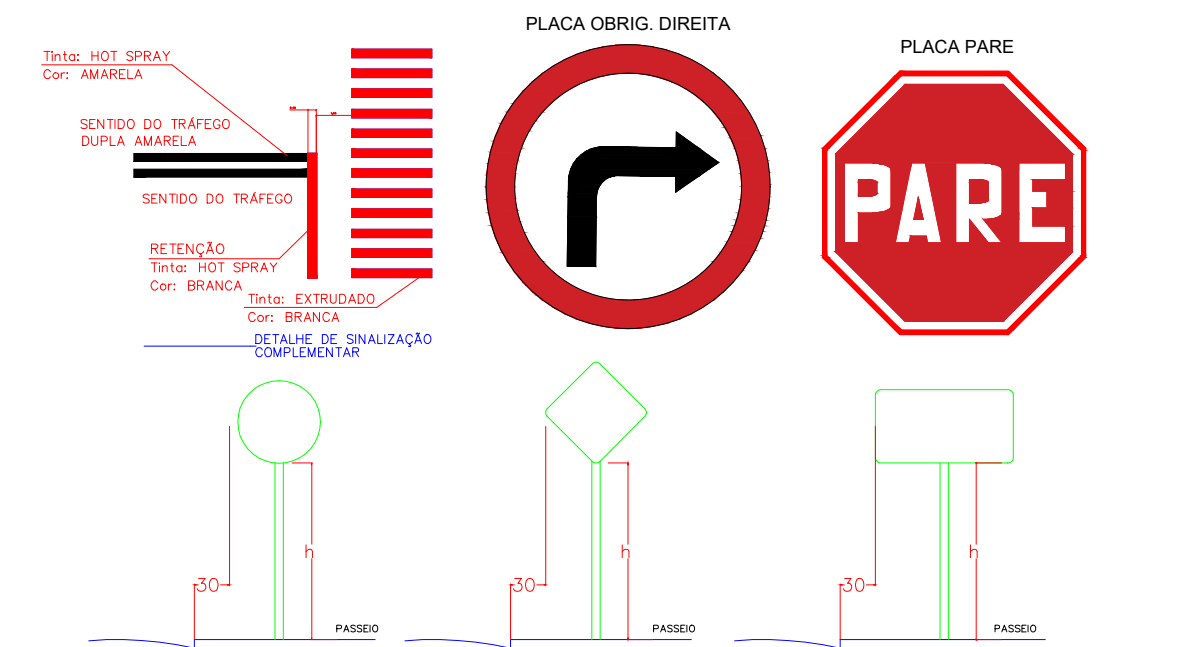 PLACA OBRIG. DIREITA
PLACA PARE
Tinta: HOT SPRAY
Cor: AMARELA
SENTIDO DO TRÁFEGO
DUPLA AMARELA
SENTIDO DO TRÁFEGO
RETENÇÃO
Tinta: HOT SPRAY
Cor: BRANCA
Tinta: EXTRUDADO
Cor: BRANCA
DETALHE DE SINALIZAÇÃO
COMPLEMENTAR
PARE
h
30
PASSEIO
h
30
PASSEIO
h
30
PASSEIO